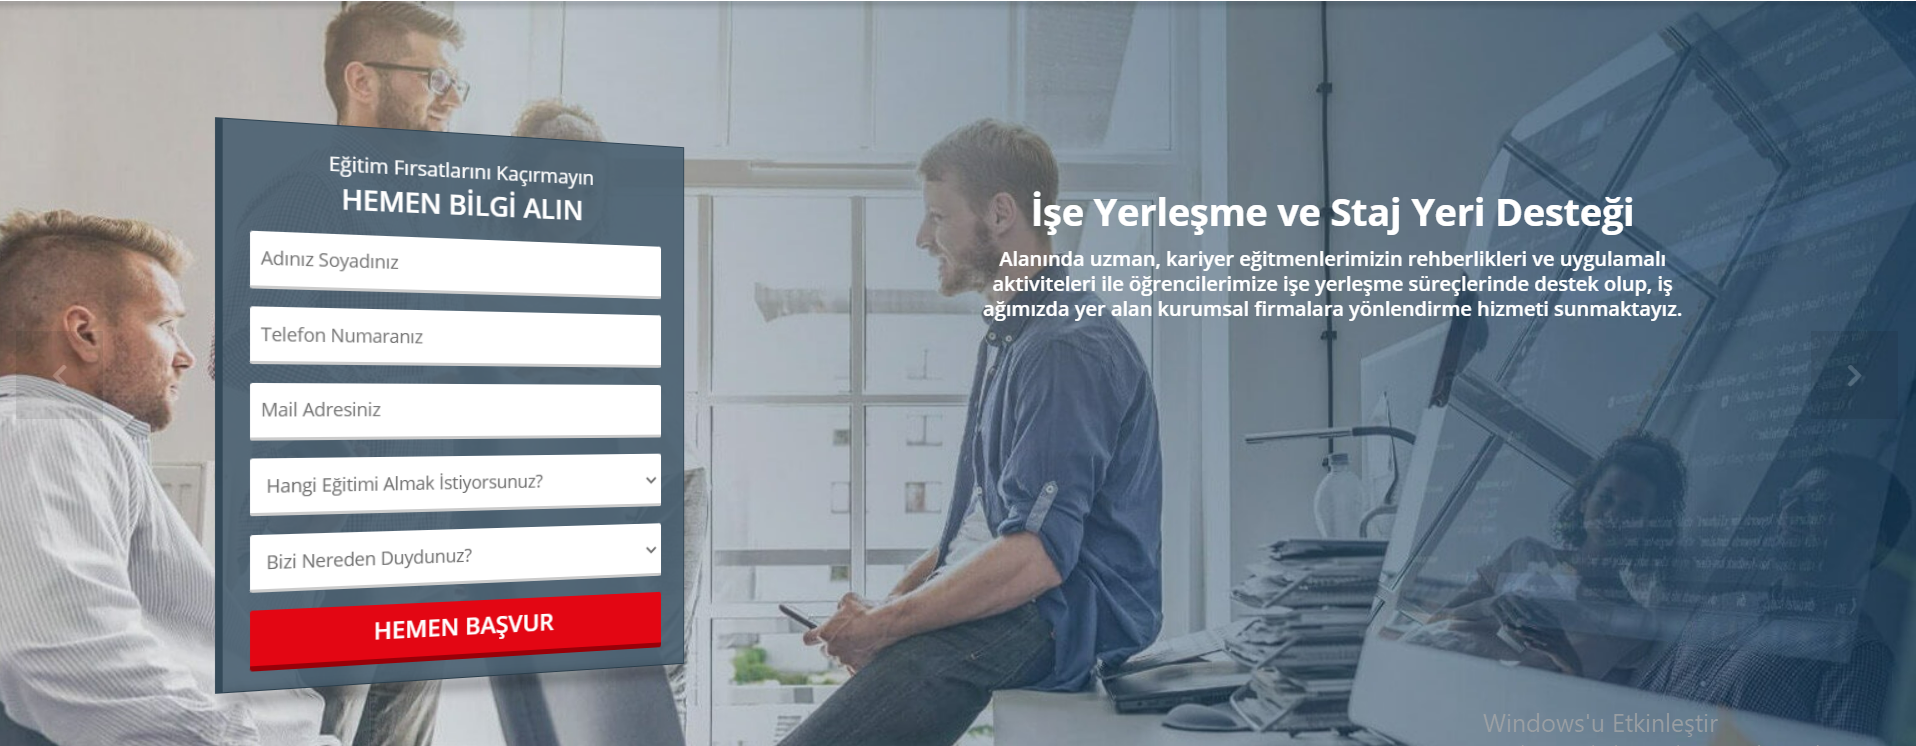 Eğitim Fırsatlarını Kaçırmayın
HEMEN BİLGİ ALIN
Adınız Soyadınız
Telefon Numaranız
Mail Adresiniz
Hangi Eğitimi Almak İstiyorsunuz?
Bizi Nereden Duydunuz?
HEMEN BAŞVUR
İşe Yerleşme ve Staj Yeri Desteği
Alanında uzman, kariyer eğitmenlerimizin rehberlikleri ve uygulamalı
aktiviteleri ile öğrencilerimize işe yerleşme süreçlerinde destek olup, iş
ağımızda yer alan kurumsal firmalara yönlendirme hizmeti sunmaktayız.
Windows'u Etkinleştir